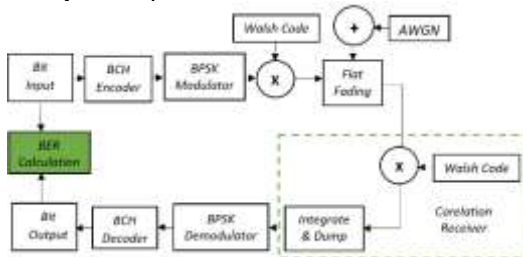 Walsh Code
+
AWGN
Bit
Input
BCH
Encoder
BPSK
Modulator
X
Flat
Fading
BER
Calculation
X
Walsh Code
Bit
Output
BCH
Decoder
BPSK
Demodulator
Integrate
& Dump
Corelation
Receiver